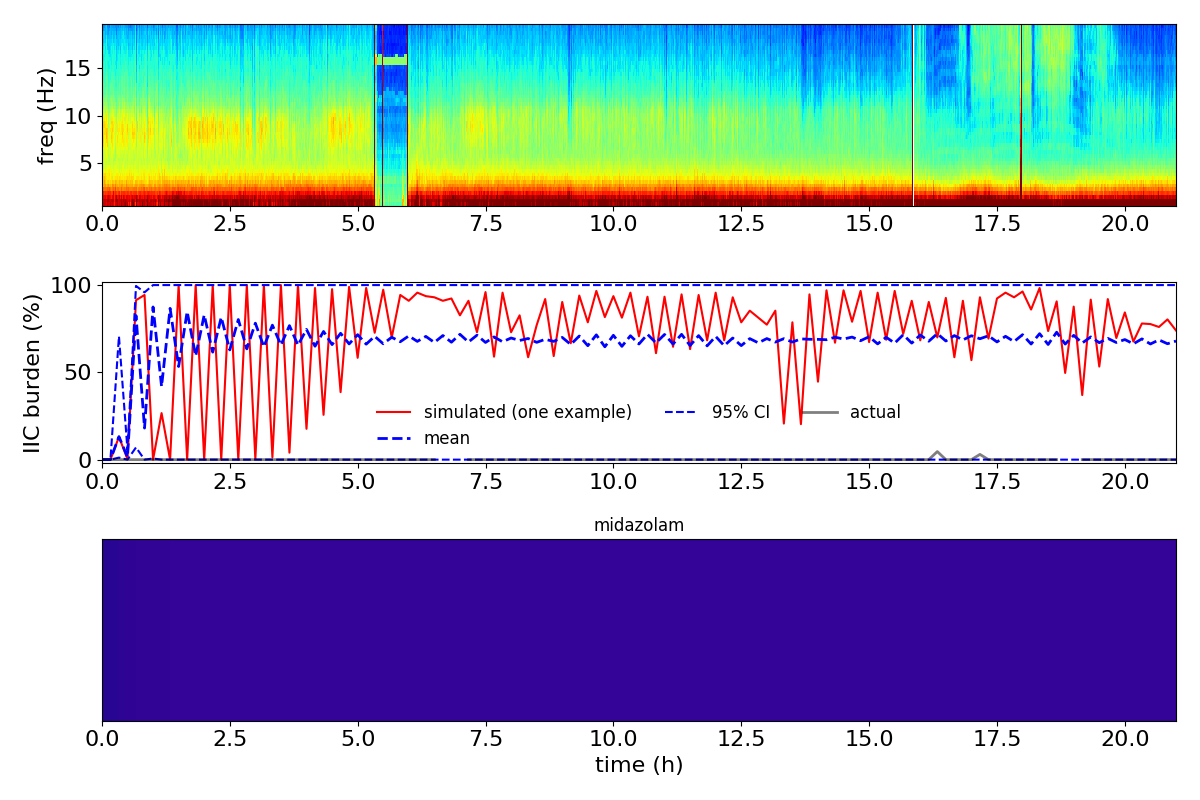 freq (Hz)
15
10
5
0.0 2.5 5.0 7.5 10.0 12.5 15.0 17.5 20.0
IIC burden (%)
100
50
0
simulated (one example) 95% CI actual
mean
0.0 2.5 5.0 7.5 10.0 12.5 15.0 17.5 20.0
midazolam
0.0 2.5 5.0 7.5 10.0 12.5 15.0 17.5 20.0
time (h)